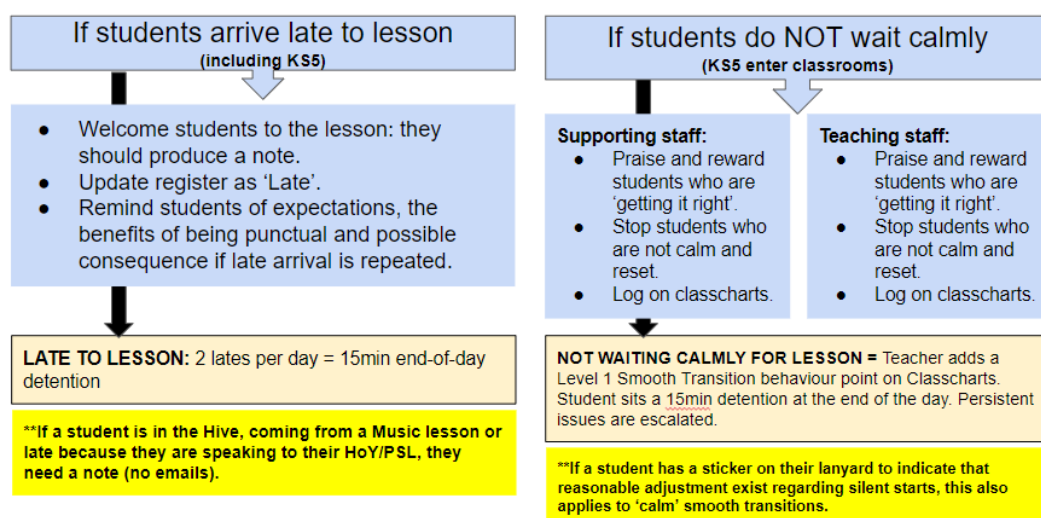 If students arrive late to lesson
(including KS5)
● Welcome students to the lesson: they
should produce a note.
● Update register as ‘Late’.
● Remind students of expectations, the
benefits of being punctual and possible
consequence if late arrival is repeated.
LATE TO LESSON: 2 lates per day = 15min end-of-day
detention
**If a student is in the Hive, coming from a Music lesson or
late because they are speaking to their HoY/PSL, they
need a note (no emails).
If students do NOT wait calmly
(KS5 enter classrooms)
Supporting staff:
● Praise and reward
students who are
‘getting it right’.
● Stop students who
are not calm and
reset.
● Log on classcharts.
Teaching staff:
● Praise and reward
students who are
‘getting it right’.
● Stop students who
are not calm and
reset.
● Log on classcharts.
NOT WAITING CALMLY FOR LESSON = Teacher adds a
Level 1 Smooth Transition behaviour point on Classcharts.
Student sits a 15min detention at the end of the day. Persistent
issues are escalated.
**If a student has a sticker on their lanyard to indicate that
reasonable adjustment exist regarding silent starts, this also
applies to ‘calm’ smooth transitions.